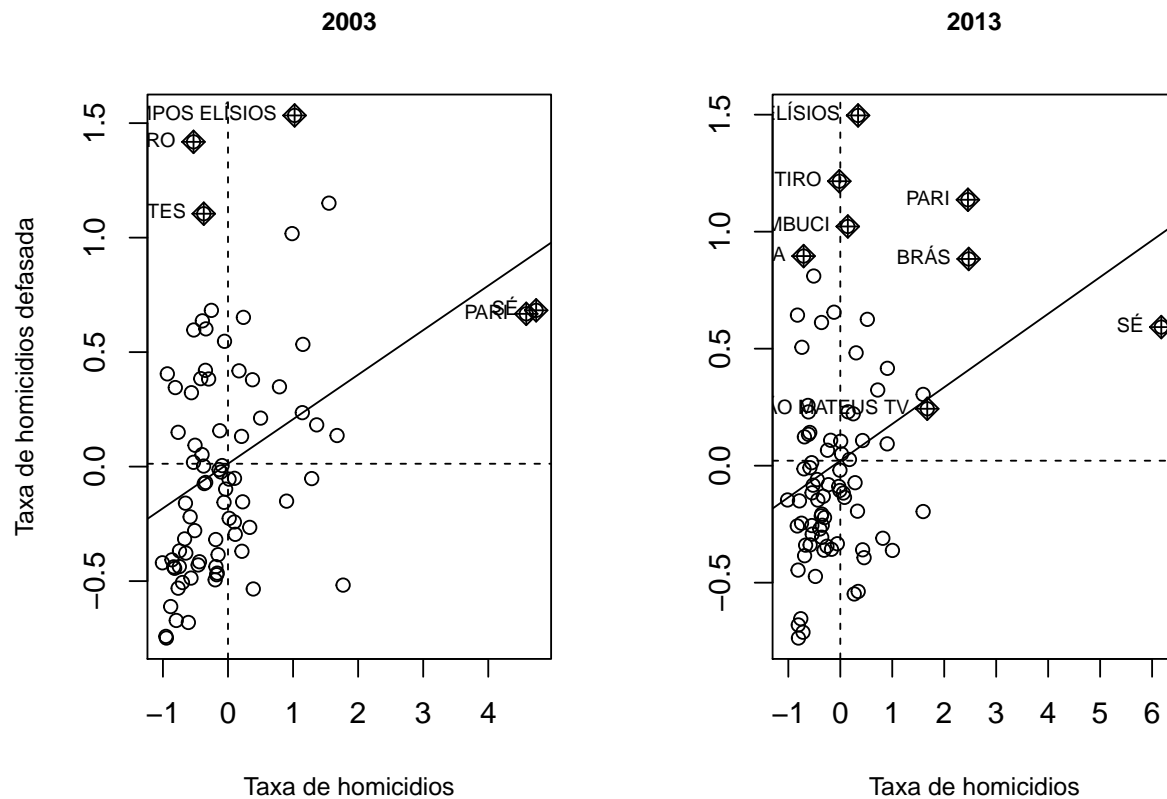 2003
IPOS ELÍSIOS
RO
TES
PARI
SÉ
1.5
1.0
0.5
0.0
−0.5
−1
0
1
2
3
4
Taxa de homicidios defasada
Taxa de homicidios
2013
ELÍSIOS
TIRO
PARI
MBUCI
A
BRÁS
SÉ
ÃO MATEUS TV
1.5
1.0
0.5
0.0
−0.5
−1
0
1
2
3
4
5
6
Taxa de homicidios